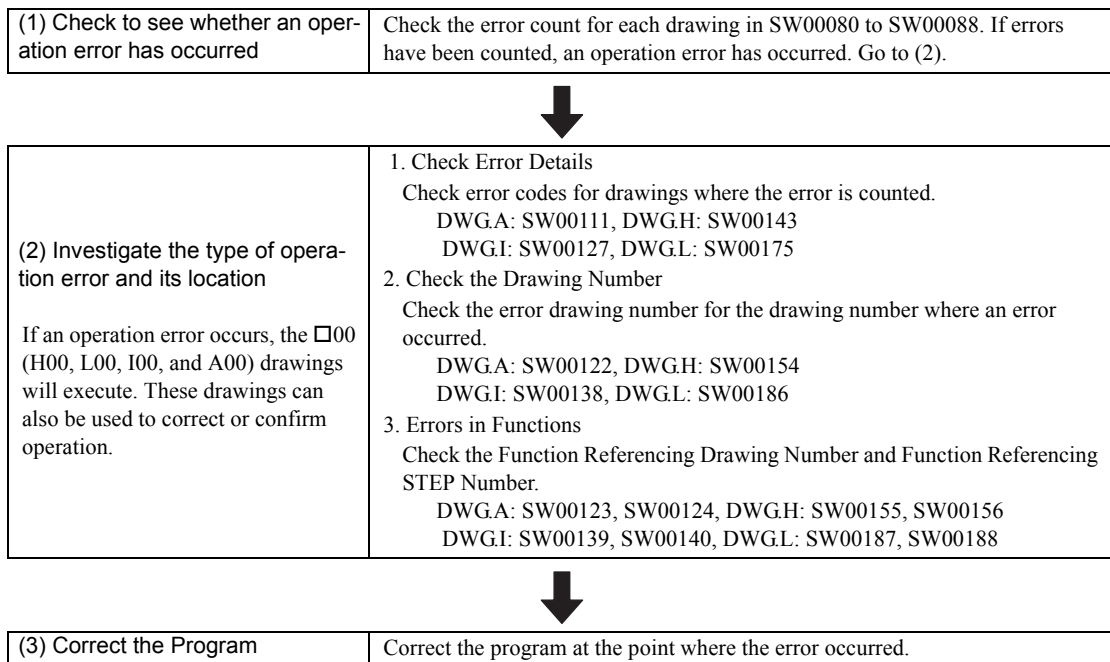 (1) Check to see whether an oper-
ation error has occurred
Check the error count for each drawing in SW00080 to SW00088. If errors
have been counted, an operation error has occurred. Go to (2).
(2) Investigate the type of opera-
tion error and its location
If an operation error occurs, the □00
(H00, L00, I00, and A00) drawings
will execute. These drawings can
also be used to correct or confirm
operation.
1. Check Error Details
Check error codes for drawings where the error is counted.
DWG.A: SW00111, DWG.H: SW00143
DWG.I: SW00127, DWG.L: SW00175
2. Check the Drawing Number
Check the error drawing number for the drawing number where an error
occurred.
DWG.A: SW00122, DWG.H: SW00154
DWG.I: SW00138, DWG.L: SW00186
3. Errors in Functions
Check the Function Referencing Drawing Number and Function Referencing
STEP Number.
DWG.A: SW00123, SW00124, DWG.H: SW00155, SW00156
DWG.I: SW00139, SW00140, DWG.L: SW00187, SW00188
(3) Correct the Program
Correct the program at the point where the error occurred.